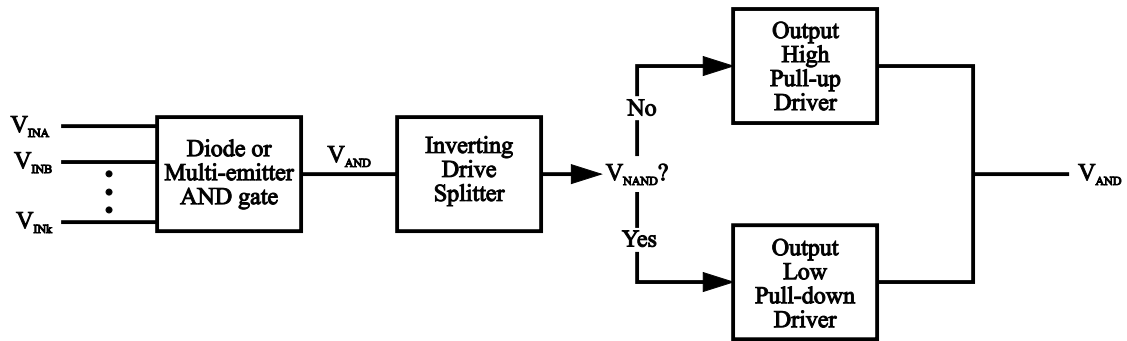 V_INA
V_INB
V_INk
Diode or
Multi-emitter
AND gate
V_AND
Inverting
Drive
Splitter
V_NAND?
No
Yes
Output
High
Pull-up
Driver
Output
Low
Pull-down
Driver
V_AND